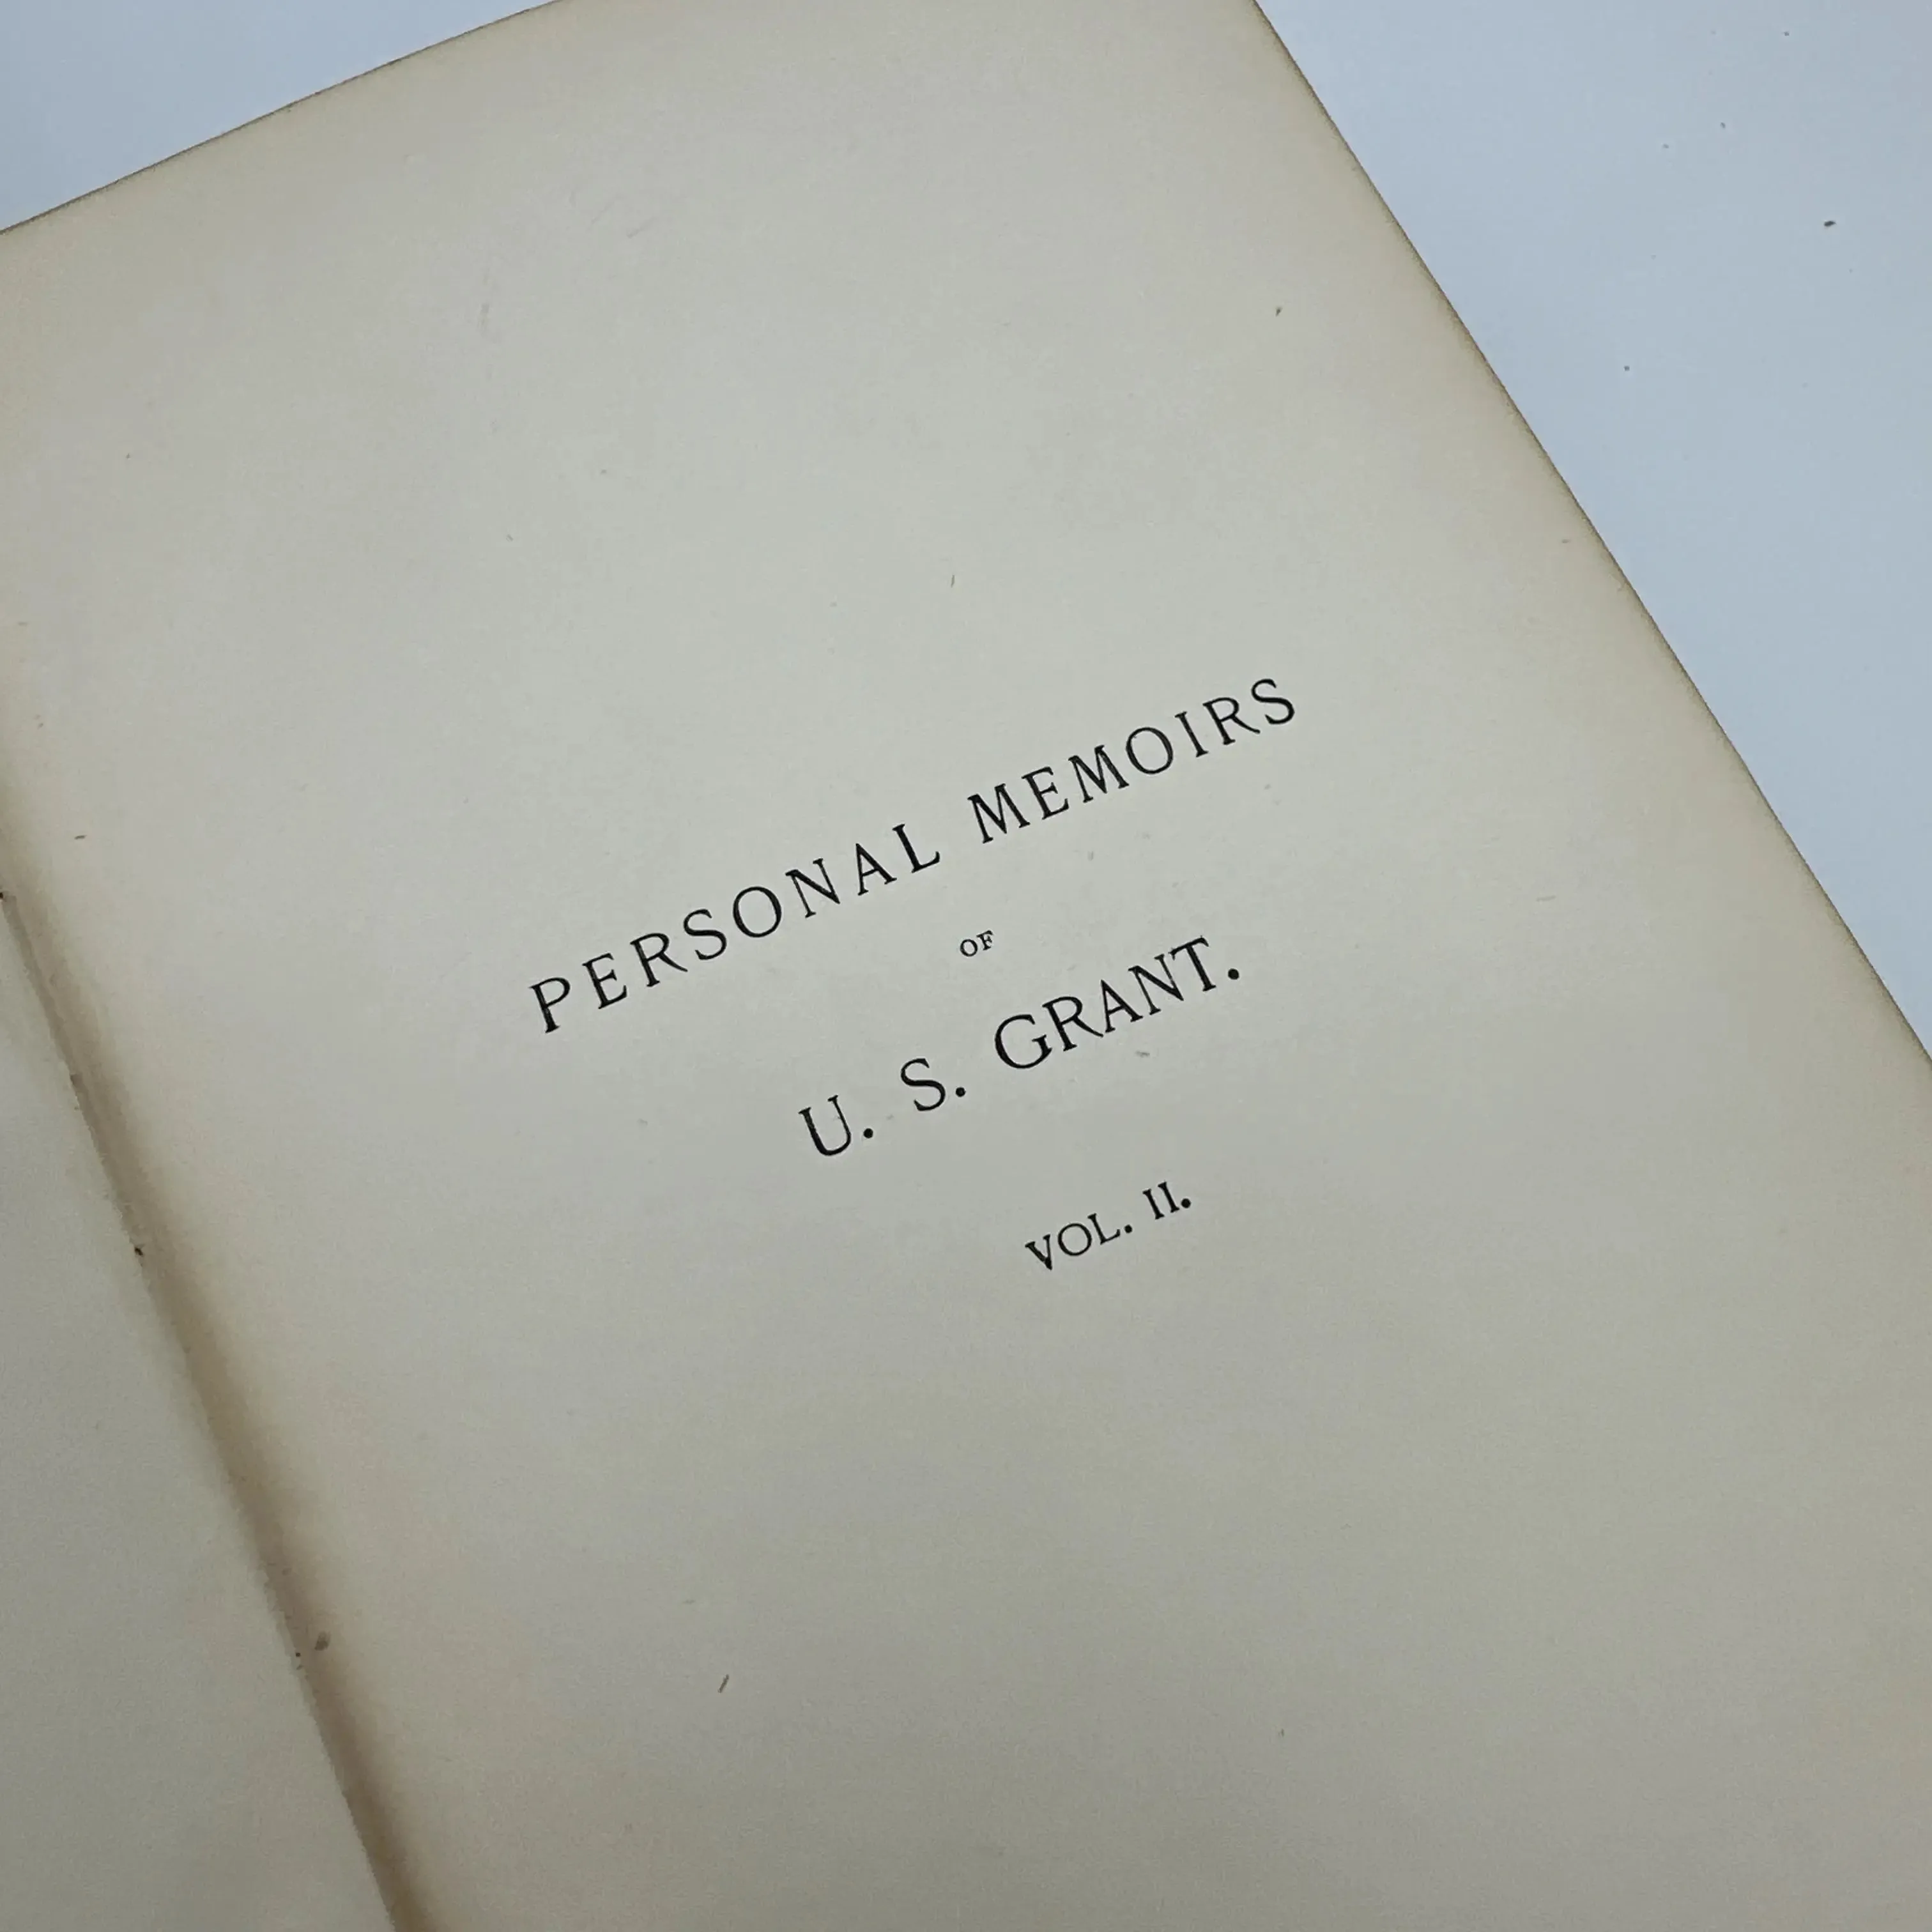 PERSONAL MEMOIRS
OF
U. S. GRANT.
VOL. II.